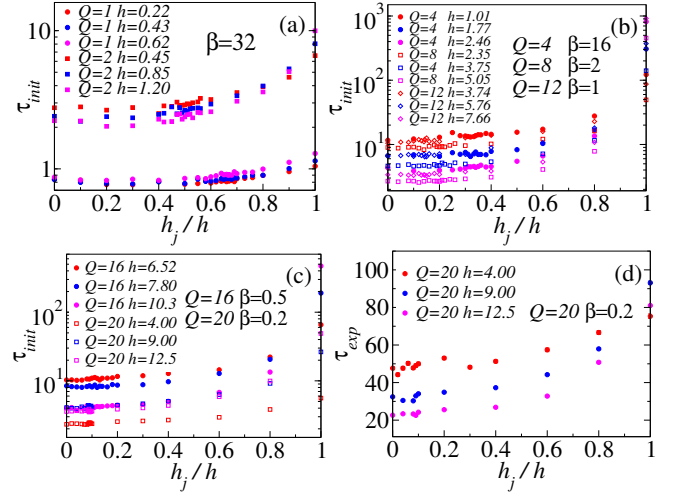 (a)
Q=1 h=0.22
Q=1 h=0.43
Q=1 h=0.62
Q=2 h=0.45
Q=2 h=0.85
Q=2 h=1.20
β=32
10
1
τinit
0 0.2 0.4 0.6 0.8 1
hj/h
(b)
Q=4 h=1.01
Q=4 h=1.77
Q=4 h=2.46
Q=8 h=2.35
Q=4 h=3.75
Q=8 h=5.05
Q=12 h=3.74
Q=12 h=5.76
Q=12 h=7.66
Q=4 β=16
Q=8 β=2
Q=12 β=1
10³
10²
10¹
10⁰
τinit
0 0.2 0.4 0.6 0.8 1
hj/h
(c)
Q=16 h=6.52
Q=16 h=7.80
Q=16 h=10.3
Q=20 h=4.00
Q=20 h=9.00
Q=20 h=12.5
Q=16 β=0.5
Q=20 β=0.2
10²
10¹
τinit
0 0.2 0.4 0.6 0.8 1
hj/h
(d)
Q=20 h=4.00
Q=20 h=9.00
Q=20 h=12.5
Q=20 β=0.2
100
80
60
40
20
τexp
0 0.2 0.4 0.6 0.8 1
hj/h